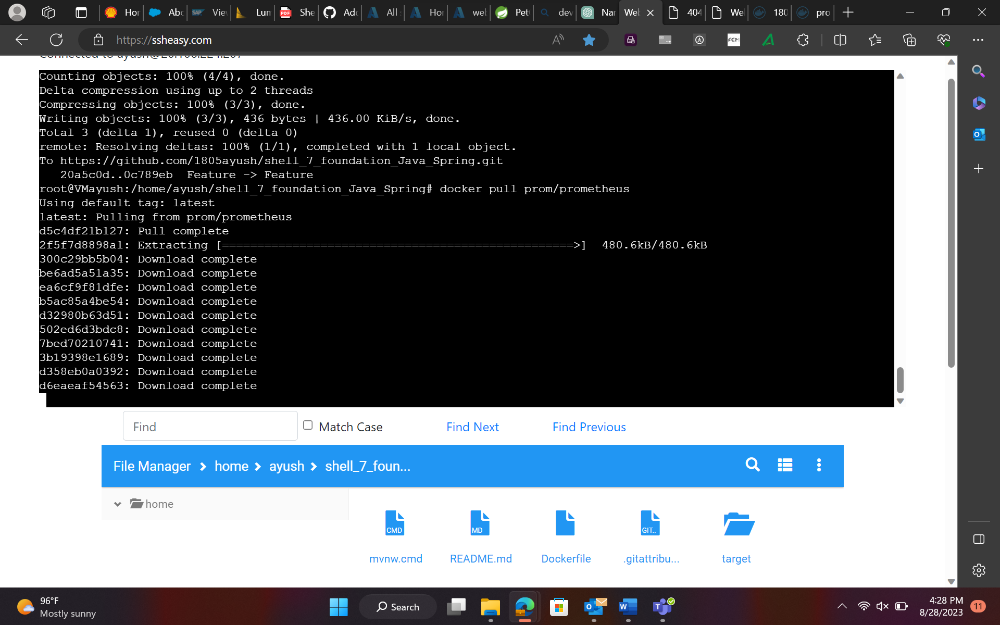 Hor
Abc
SAP
Viev
Lun
PDF
She
Ad
All
Hor
wel
Pet
dev
Nar
Wel
404
We
180
pro
https://ssheasy.com
FCM
Counting objects: 100% (4/4), done.
Delta compression using up to 2 threads
Compressing objects: 100% (3/3), done.
Writing objects: 100% (3/3), 436 bytes | 436.00 KiB/s, done.
Total 3 (delta 1), reused 0 (delta 0)
remote: Resolving deltas: 100% (1/1), completed with 1 local object.
To https://github.com/1805ayush/shell_7_foundation_Java_Spring.git
20a5c0d..0c789eb  Feature -> Feature
root@VMayush:/home/ayush/shell_7_foundation_Java_Spring# docker pull prom/prometheus
Using default tag: latest
latest: Pulling from prom/prometheus
d5c4df21b127: Pull complete
2f5f7d8898a1: Extracting [==================================================>]  480.6kB/480.6kB
300c29bb5b04: Download complete
be6ad5a51a35: Download complete
ea6cf9f81dfe: Download complete
b5ac85a4be54: Download complete
d32980b63d51: Download complete
502ed6d3bdc8: Download complete
7bed70210741: Download complete
3b19398e1689: Download complete
d358eb0a0392: Download complete
d6eaeaf54563: Download complete
Find
Match Case
Find Next
Find Previous
File Manager > home > ayush > shell_7_foun...
home
CMD
MD
GIT..
mvnw.cmd
README.md
Dockerfile
.gitattribu...
target
96°F
Mostly sunny
Search
4:28 PM
8/28/2023
11